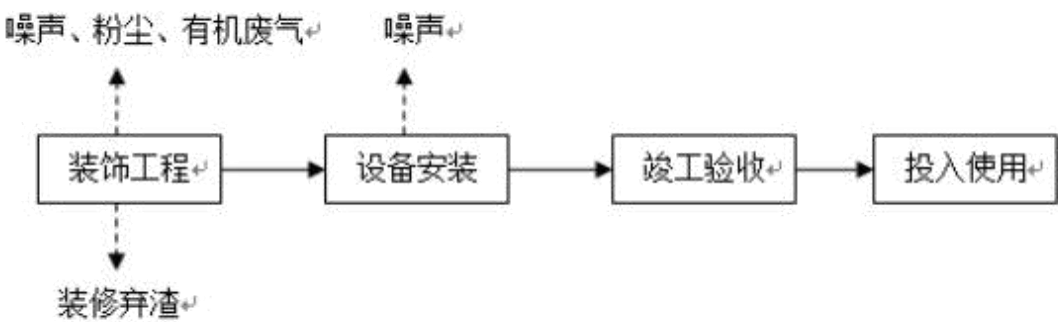 噪声、粉尘、有机废气
噪声
装饰工程
设备安装
竣工验收
投入使用
装修弃渣